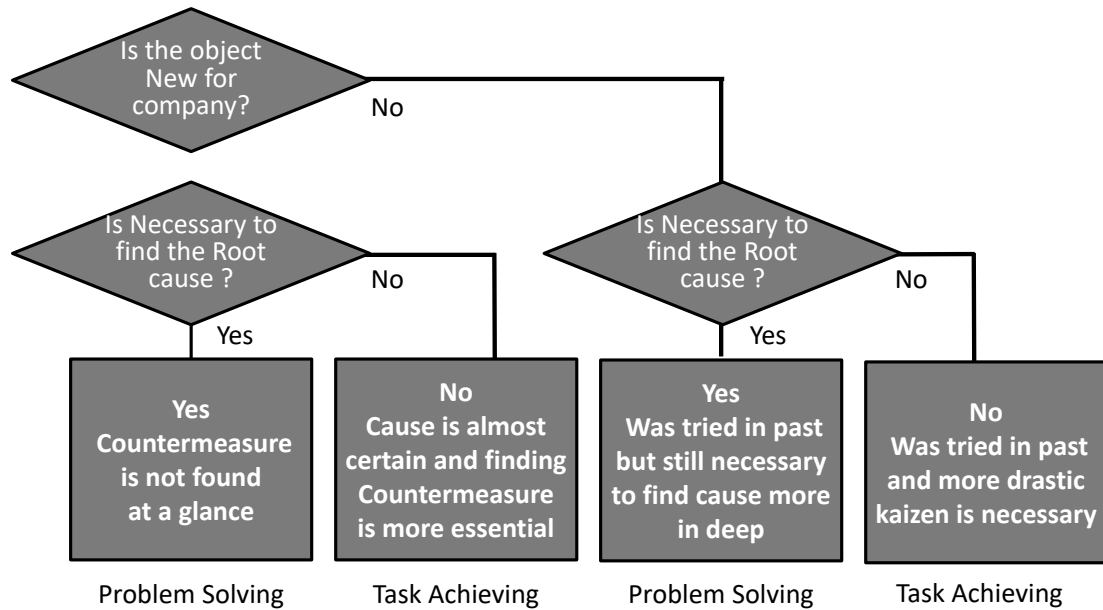 Is the object
New for
company?
No
Is Necessary to
find the Root
cause ?
No
Yes
Is Necessary to
find the Root
cause ?
No
Yes
Yes
Countermeasure
is not found
at a glance
No
Cause is almost
certain and finding
Countermeasure
is more essential
Yes
Was tried in past
but still necessary
to find cause more
in deep
No
Was tried in past
and more drastic
kaizen is necessary
Problem Solving
Task Achieving
Problem Solving
Task Achieving